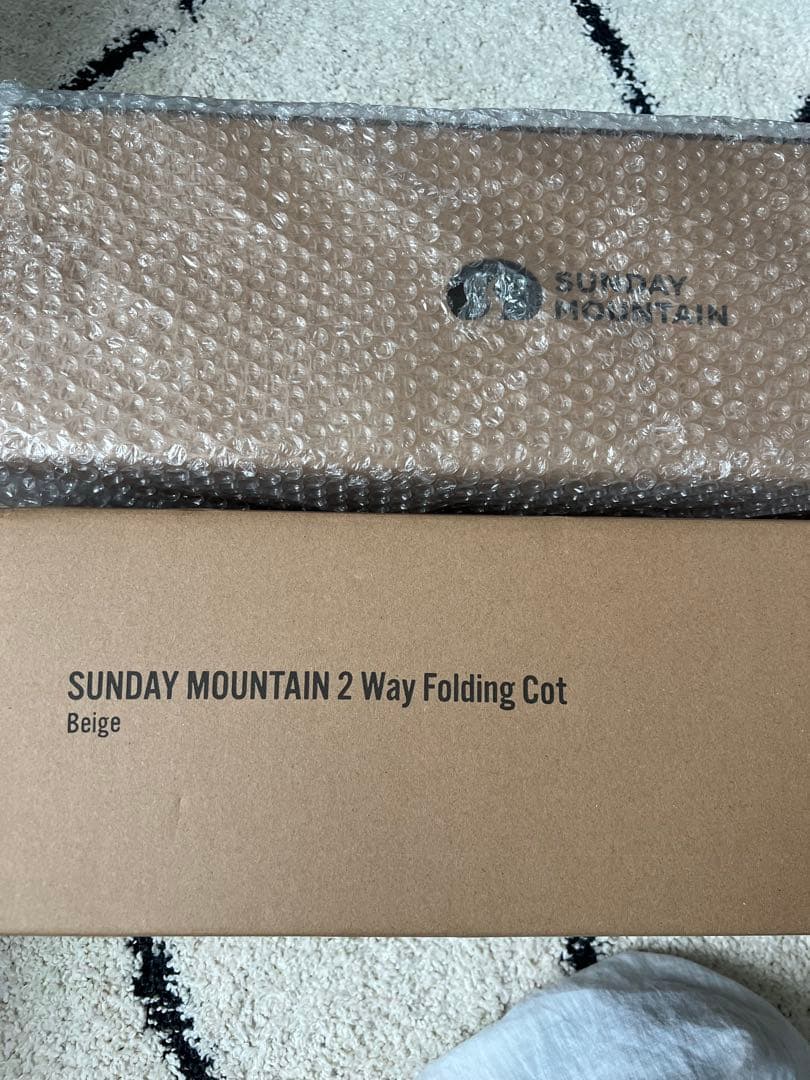 SUNDAY
MOUNTAIN
SUNDAY MOUNTAIN 2 Way Folding Cot
Beige